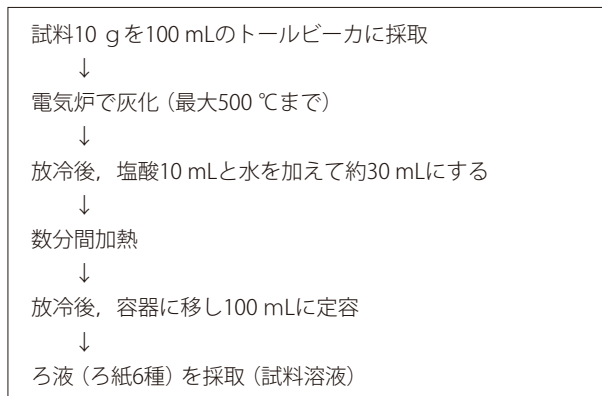 試料10 gを100 mLのトールビーカに採取
↓
電気炉で灰化（最大500 ℃まで）
↓
放冷後，塩酸10 mLと水を加えて約30 mLにする
↓
数分間加熱
↓
放冷後，容器に移し100 mLに定容
↓
ろ液（ろ紙6種）を採取（試料溶液）